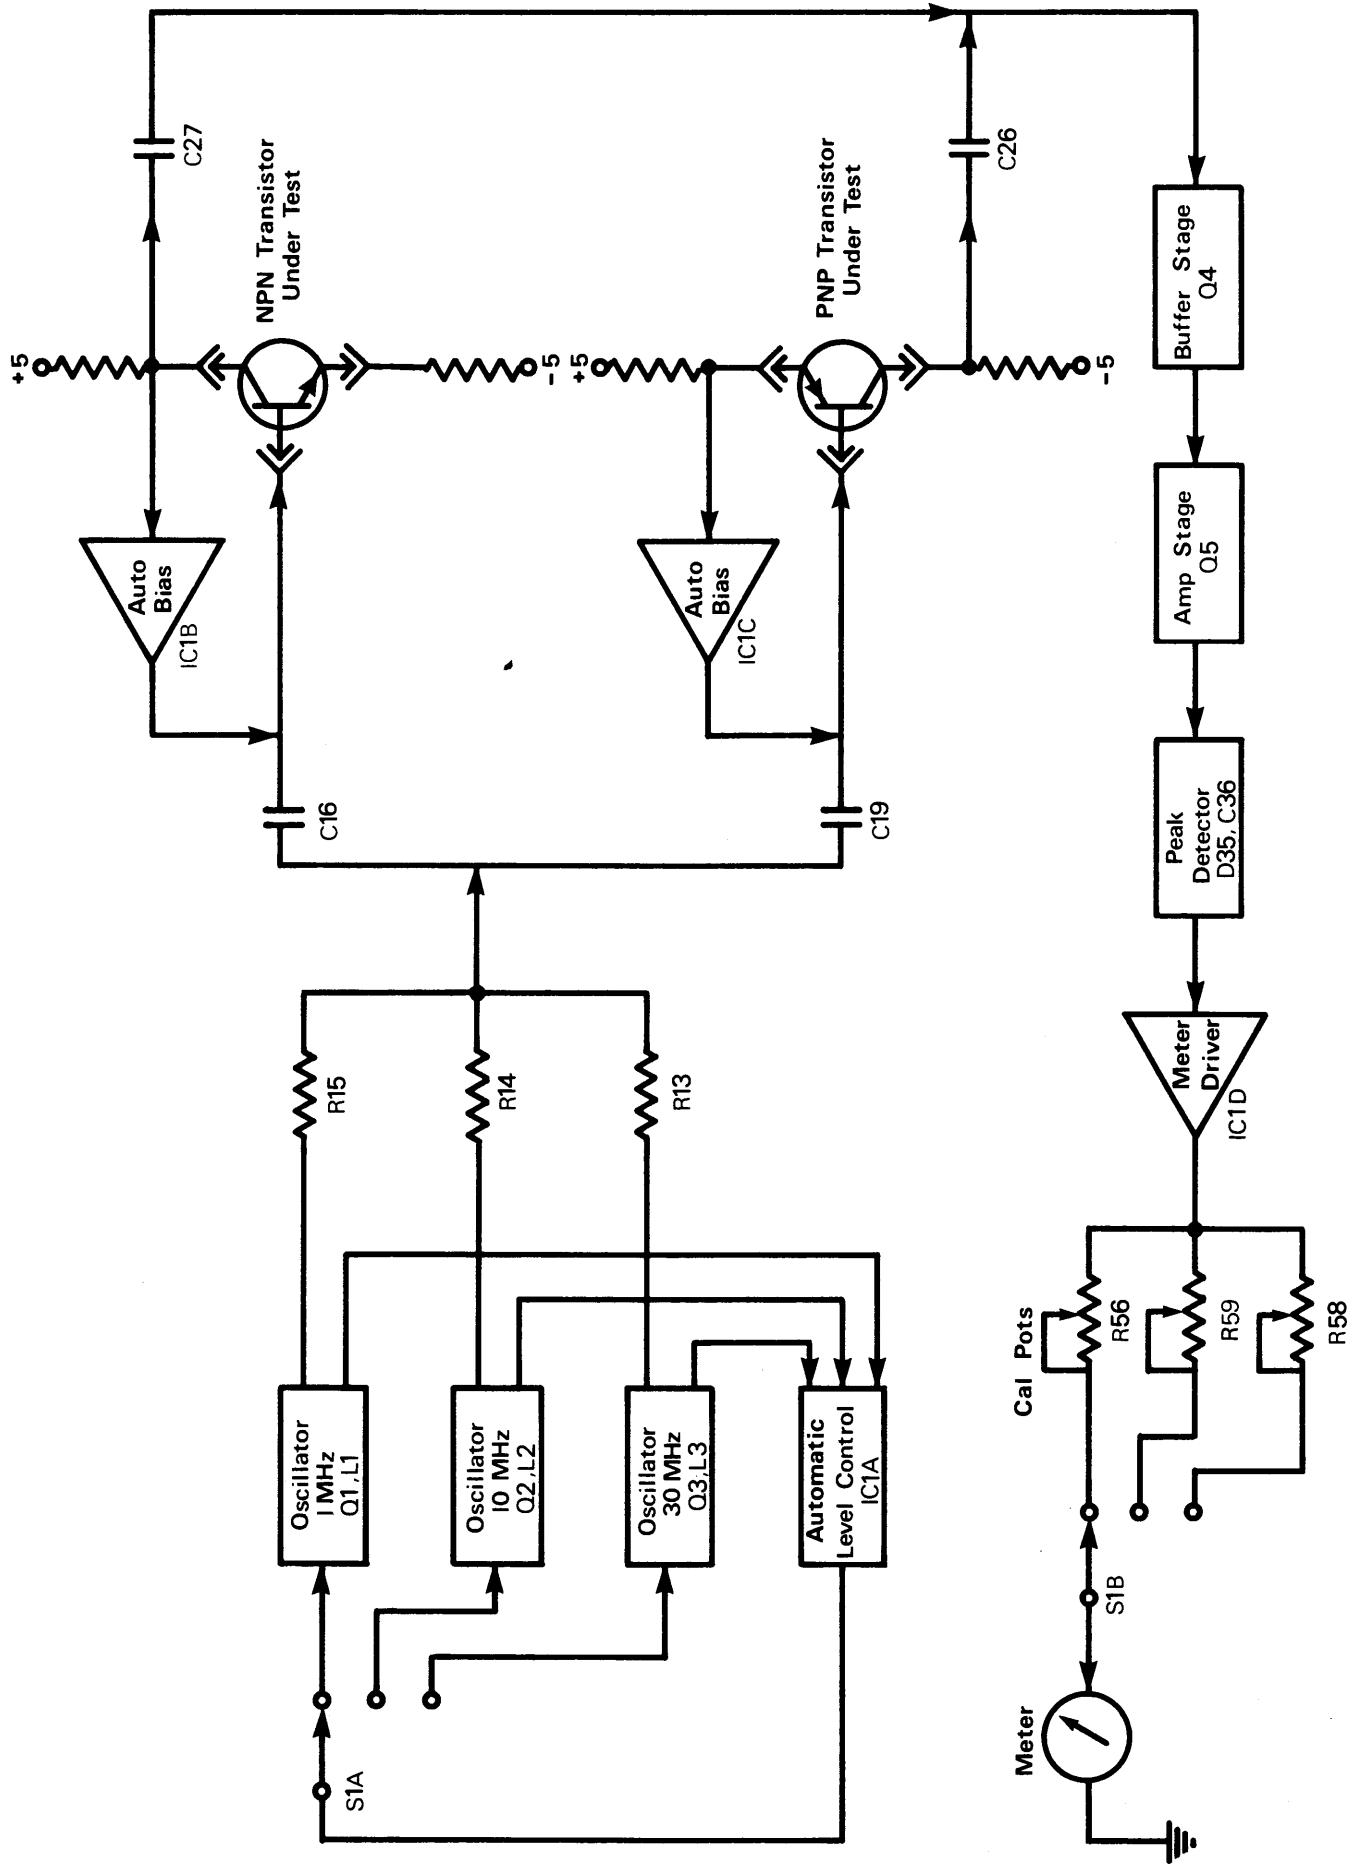 Oscillator
1 MHz
Q1, L1
Oscillator
10 MHz
Q2, L2
Oscillator
30 MHz
Q3, L3
Automatic
Level Control
IC1A
S1A
R15
R14
R13
C16
C19
Auto
Bias
IC1B
Auto
Bias
IC1C
+5
-5
NPN Transistor
Under Test
+5
-5
PNP Transistor
Under Test
C27
C26
Buffer Stage
Q4
Amp Stage
Q5
Peak
Detector
D35, C36
Meter
Driver
IC1D
Cal Pots
R56
R59
R58
S1B
Meter